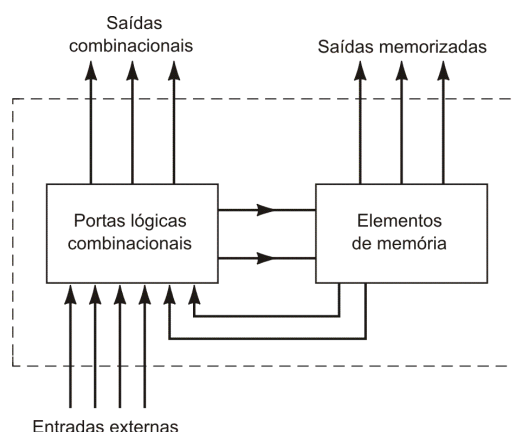 Saídas
combinacionais
Saídas memorizadas
Portas lógicas
combinacionais
Elementos
de memória
Entradas externas